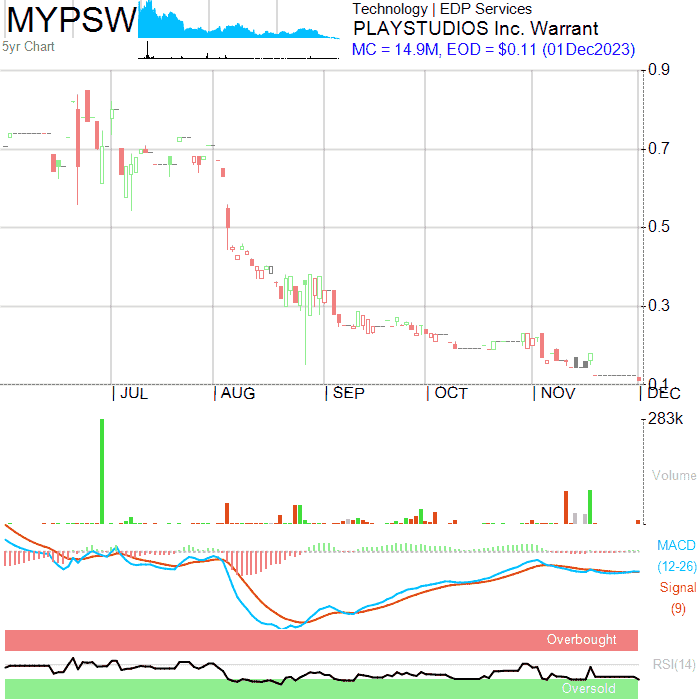 MYPSW
5yr Chart
Technology | EDP Services
PLAYSTUDIOS Inc. Warrant
MC = 14.9M, EOD = $0.11 (01Dec2023)
0.9
0.7
0.5
0.3
0.1
JUL
AUG
SEP
OCT
NOV
DEC
283k
Volume
MACD
(12-26)
Signal
(9)
Overbought
RSI(14)
Oversold